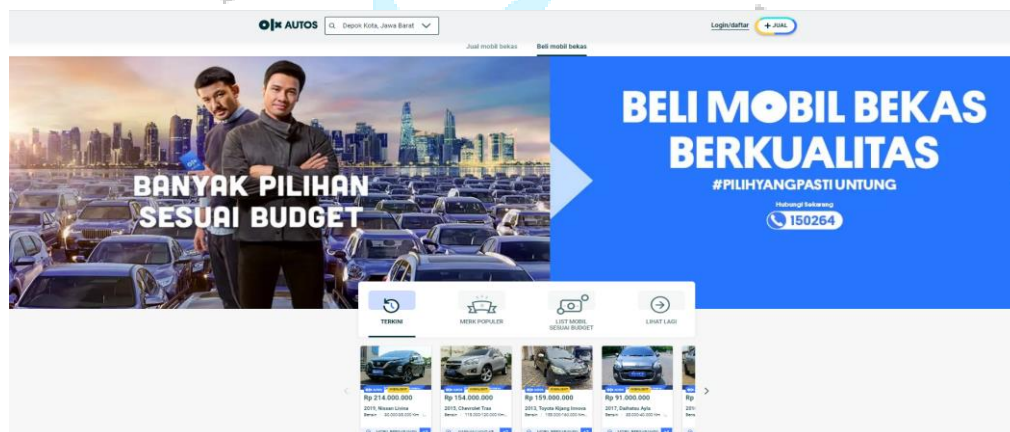 OLX AUTOS
Depok Kota, Jawa Barat
Login/daftar
+ JUAL
Jual mobil bekas
Beli mobil bekas
BANYAK PILIHAN
SESUAI BUDGET
BELI MOBIL BEKAS
BERKUALITAS
#PILIHYANGPASTIUNTUNG
Hubungi Sekarang
150264
TERKINI
MERK POPULER
LIST MOBIL
SESUAI BUDGET
LIHAT LAGI
Rp 214.000.000
Rp 154.000.000
Rp 159.000.000
Rp 91.000.000
2019, Nissan Livina
2015, Chevrolet Trax
2013, Toyota Kijang Innova
2017, Daihatsu Ayla